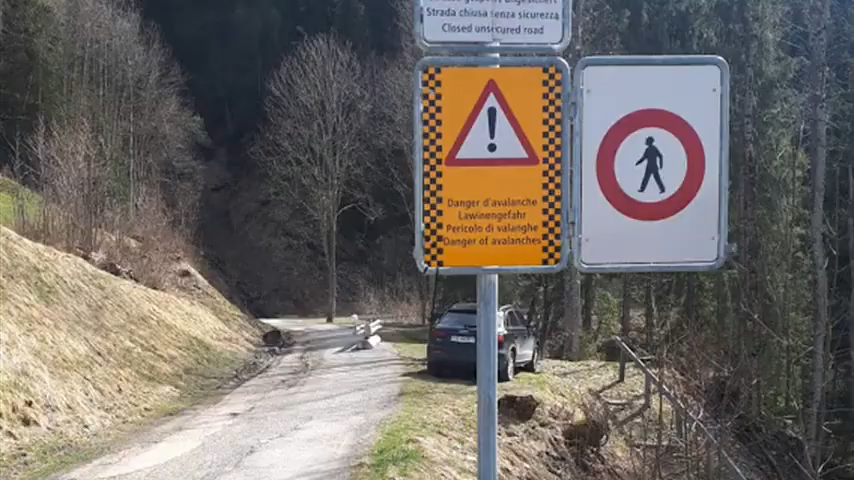 Strada chiusa senza sicurezza
Closed unsecured road
Danger d'avalanche
Lawinengefahr
Pericolo di valanghe
Danger of avalanches